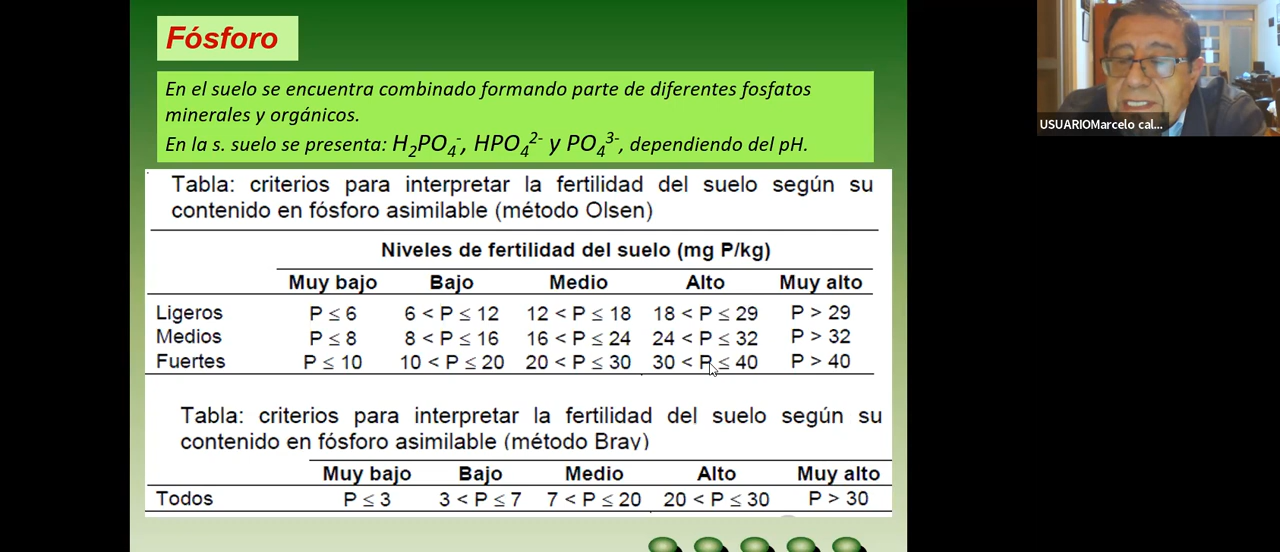 Fósforo
En el suelo se encuentra combinado formando parte de diferentes fosfatos
minerales y orgánicos.
En la s. suelo se presenta: H₂PO₄⁻, HPO₄²⁻ y PO₄³⁻, dependiendo del pH.
Tabla: criterios para interpretar la fertilidad del suelo según su
contenido en fósforo asimilable (método Olsen)
Niveles de fertilidad del suelo (mg P/kg)
Muy bajo Bajo Medio Alto Muy alto
Ligeros P ≤ 6 6 < P ≤ 12 12 < P ≤ 18 18 < P ≤ 29 P > 29
Medios P ≤ 8 8 < P ≤ 16 16 < P ≤ 24 24 < P ≤ 32 P > 32
Fuertes P ≤ 10 10 < P ≤ 20 20 < P ≤ 30 30 < P ≤ 40 P > 40
Tabla: criterios para interpretar la fertilidad del suelo según su
contenido en fósforo asimilable (método Bray)
Muy bajo Bajo Medio Alto Muy alto
Todos P ≤ 3 3 < P ≤ 7 7 < P ≤ 20 20 < P ≤ 30 P > 30
USUARIOMarcelo cal...